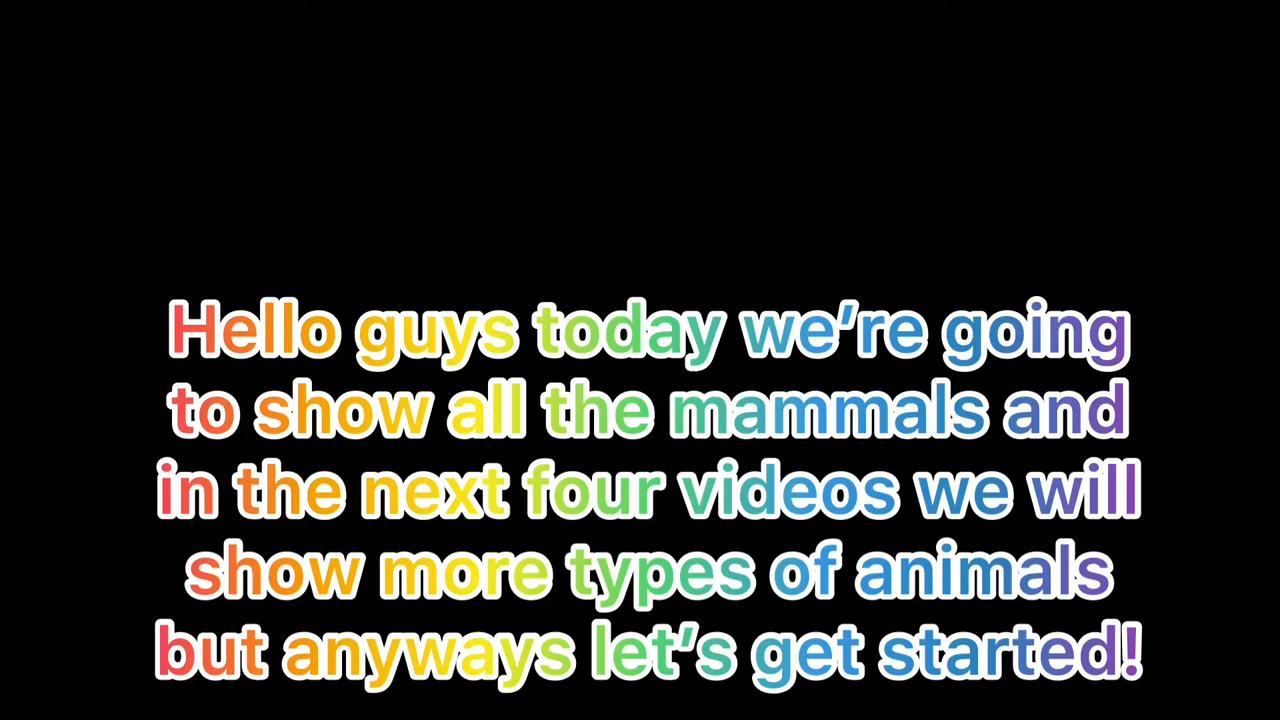 Hello guys today we’re going
to show all the mammals and
in the next four videos we will
show more types of animals
but anyways let’s get started!